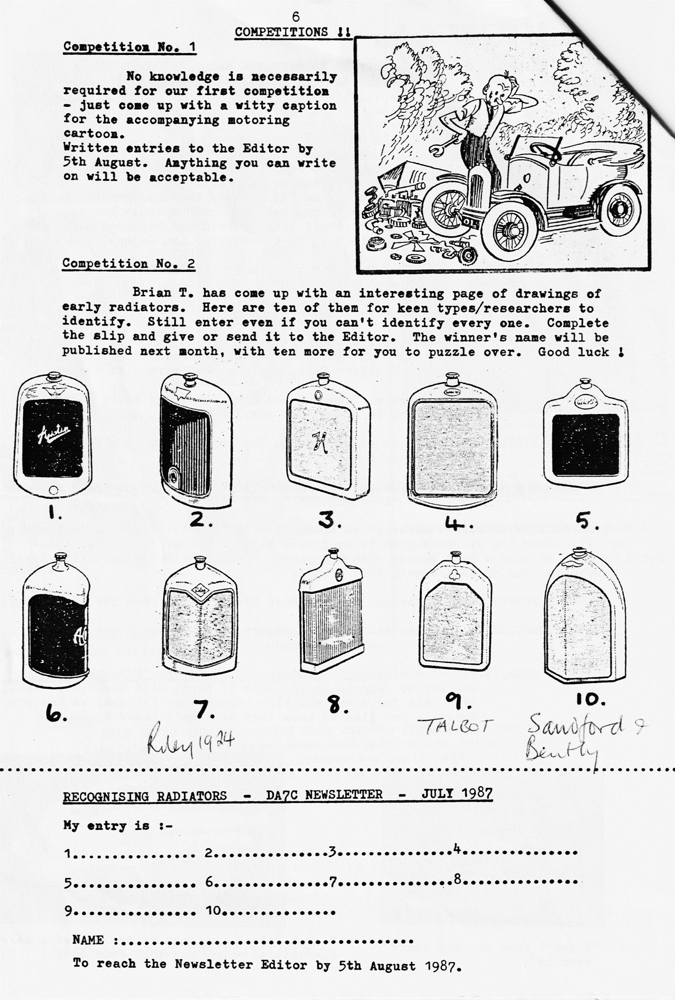 6
COMPETITIONS !!
Competition No. 1
No knowledge is necessarily
required for our first competition
- just come up with a witty caption
for the accompanying motoring
cartoon.
Written entries to the Editor by
5th August. Anything you can write
on will be acceptable.
Competition No. 2
Brian T. has come up with an interesting page of drawings of
early radiators. Here are ten of them for keen types/researchers to
identify. Still enter even if you can't identify every one. Complete
the slip and give or send it to the Editor. The winner's name will be
published next month, with ten more for you to puzzle over. Good luck !
Austin
H
1. 2. 3. 4. 5.
AC
Riley
6. 7. 8. 9. 10.
Riley 1924 TALBOT Sandford &
Bently
RECOGNISING RADIATORS - DA7C NEWSLETTER - JULY 1987
My entry is :-
1................ 2...............3...............4...............
5................ 6...............7...............8...............
9................ 10...............
NAME :......................................
To reach the Newsletter Editor by 5th August 1987.